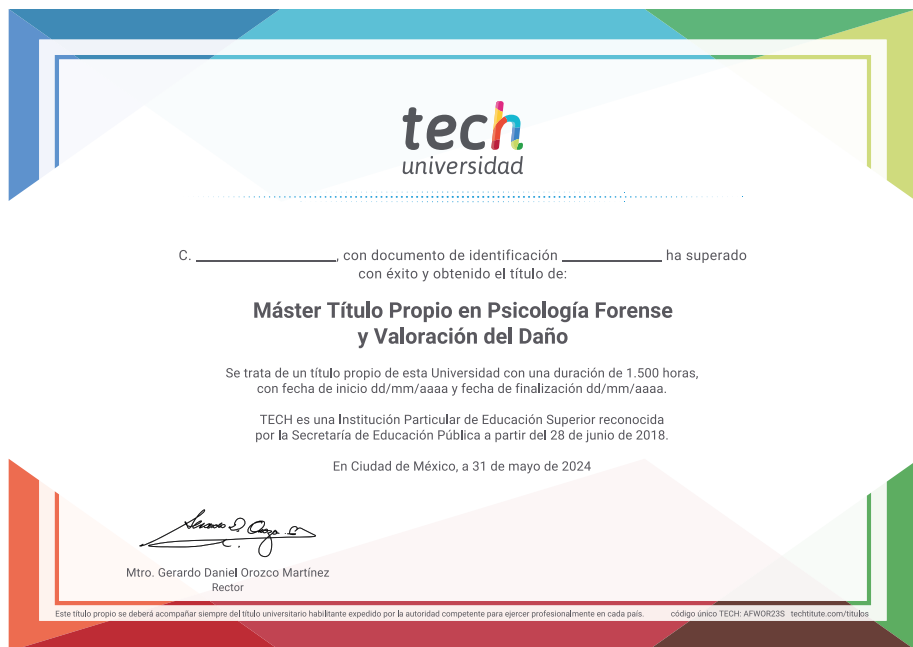 tech
universidad
C. ________________, con documento de identificación ____________ ha superado
con éxito y obtenido el título de:
Máster Título Propio en Psicología Forense
y Valoración del Daño
Se trata de un título propio de esta Universidad con una duración de 1.500 horas,
con fecha de inicio dd/mm/aaaa y fecha de finalización dd/mm/aaaa.
TECH es una Institución Particular de Educación Superior reconocida
por la Secretaría de Educación Pública a partir del 28 de junio de 2018.
En Ciudad de México, a 31 de mayo de 2024
Mtro. Gerardo Daniel Orozco Martínez
Rector
Este título propio se deberá acompañar siempre del título universitario habilitante expedido por la autoridad competente para ejercer profesionalmente en cada país. código único TECH: AFWOR23S techtitute.com/titulos